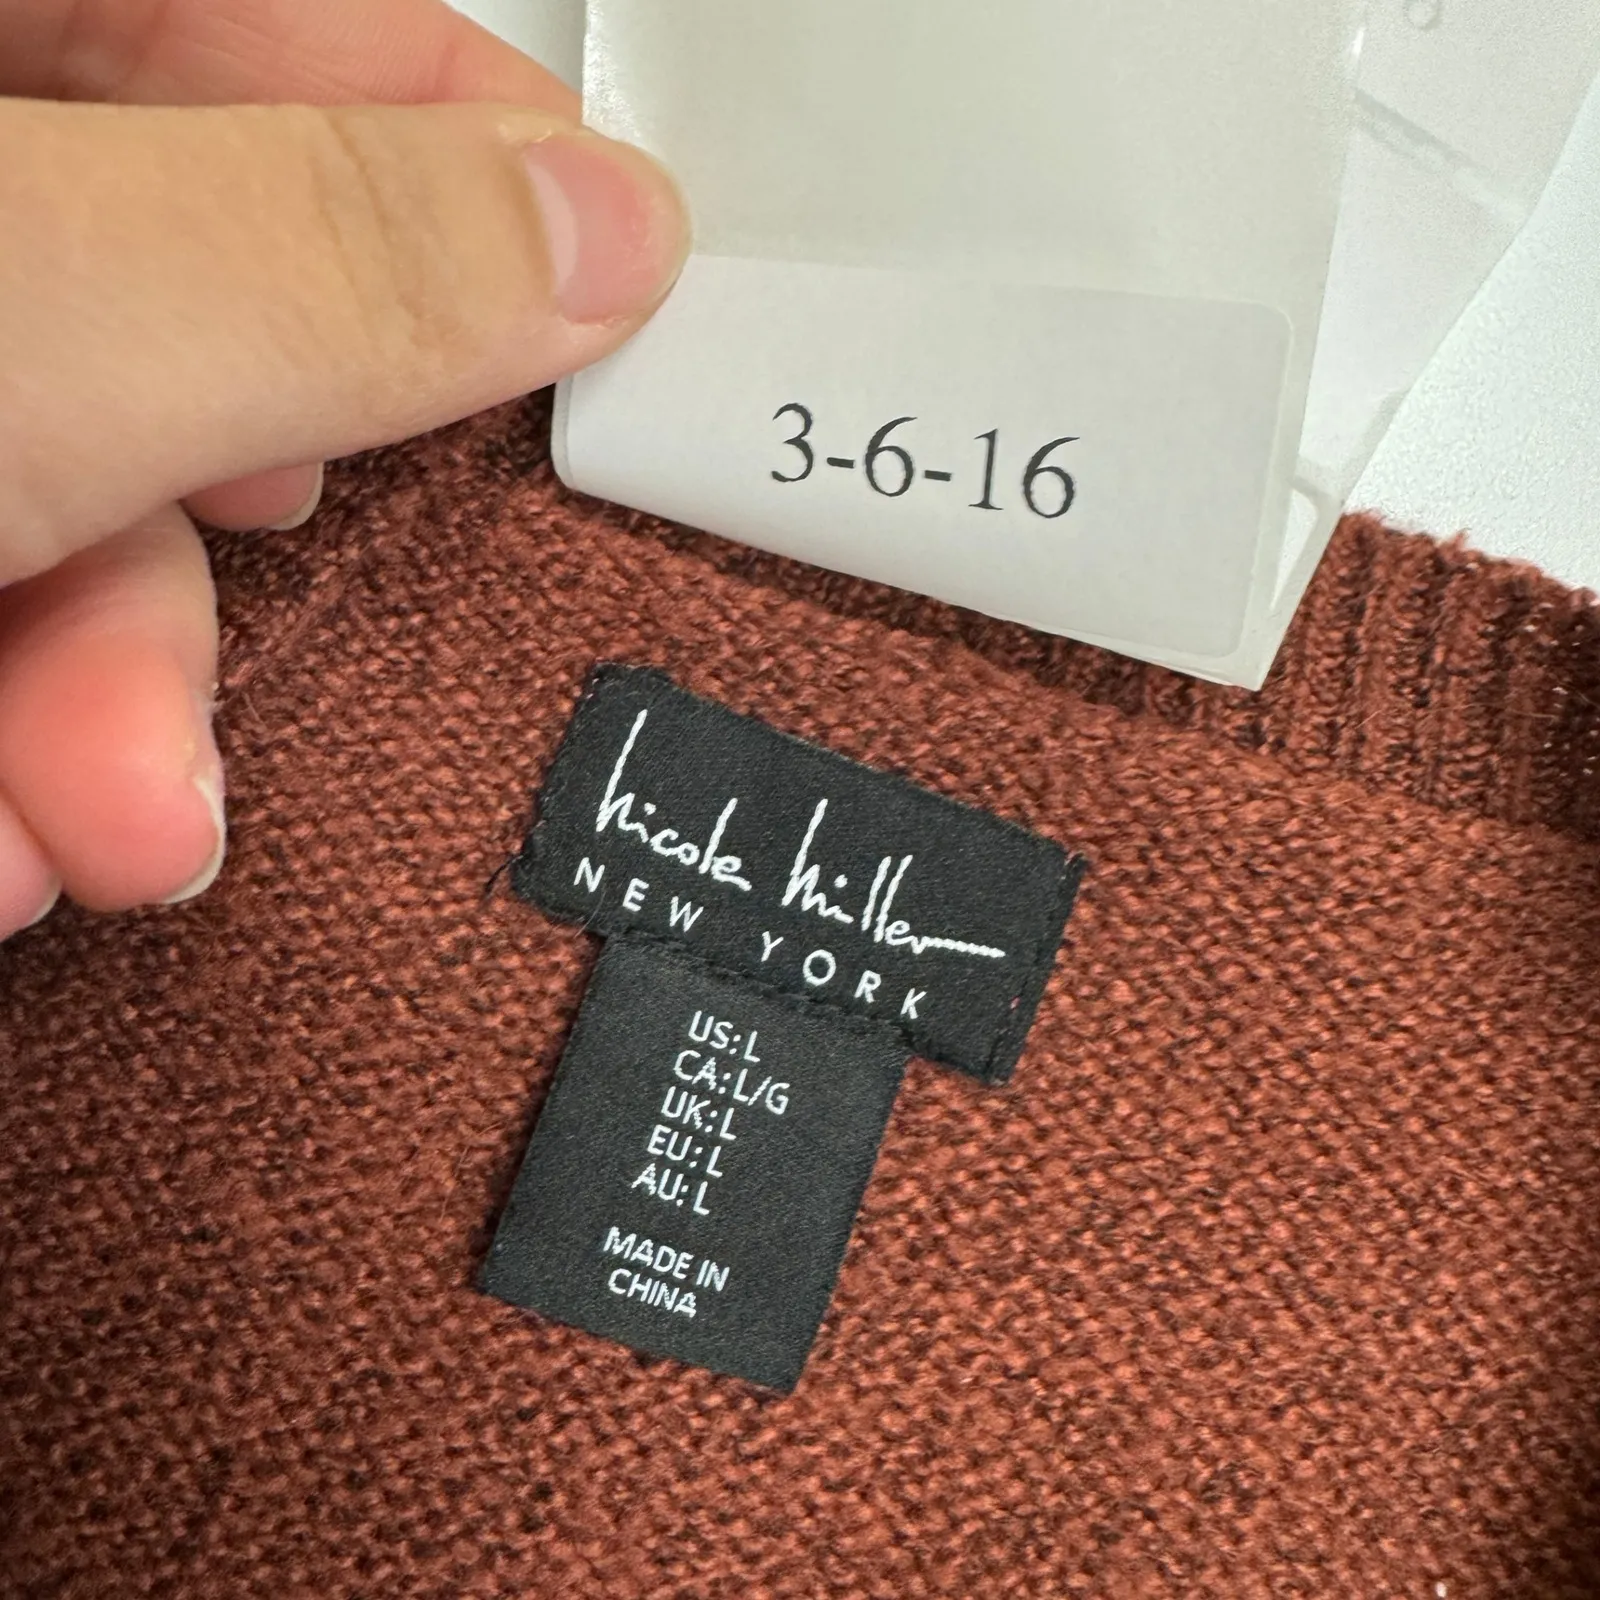 3-6-16
nicole miller
NEW YORK
US:L
CA:L/G
UK:L
EU:L
AU:L
MADE IN
CHINA